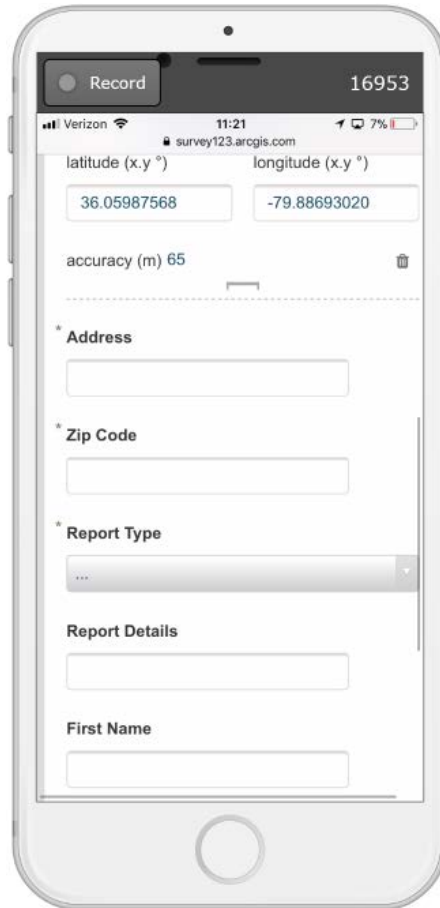 Record 16953
Verizon 11:21 7%
survey123.arcgis.com
latitude (x.y °) longitude (x.y °)
36.05987568 -79.88693020
accuracy (m) 65
* Address
* Zip Code
* Report Type
...
Report Details
First Name